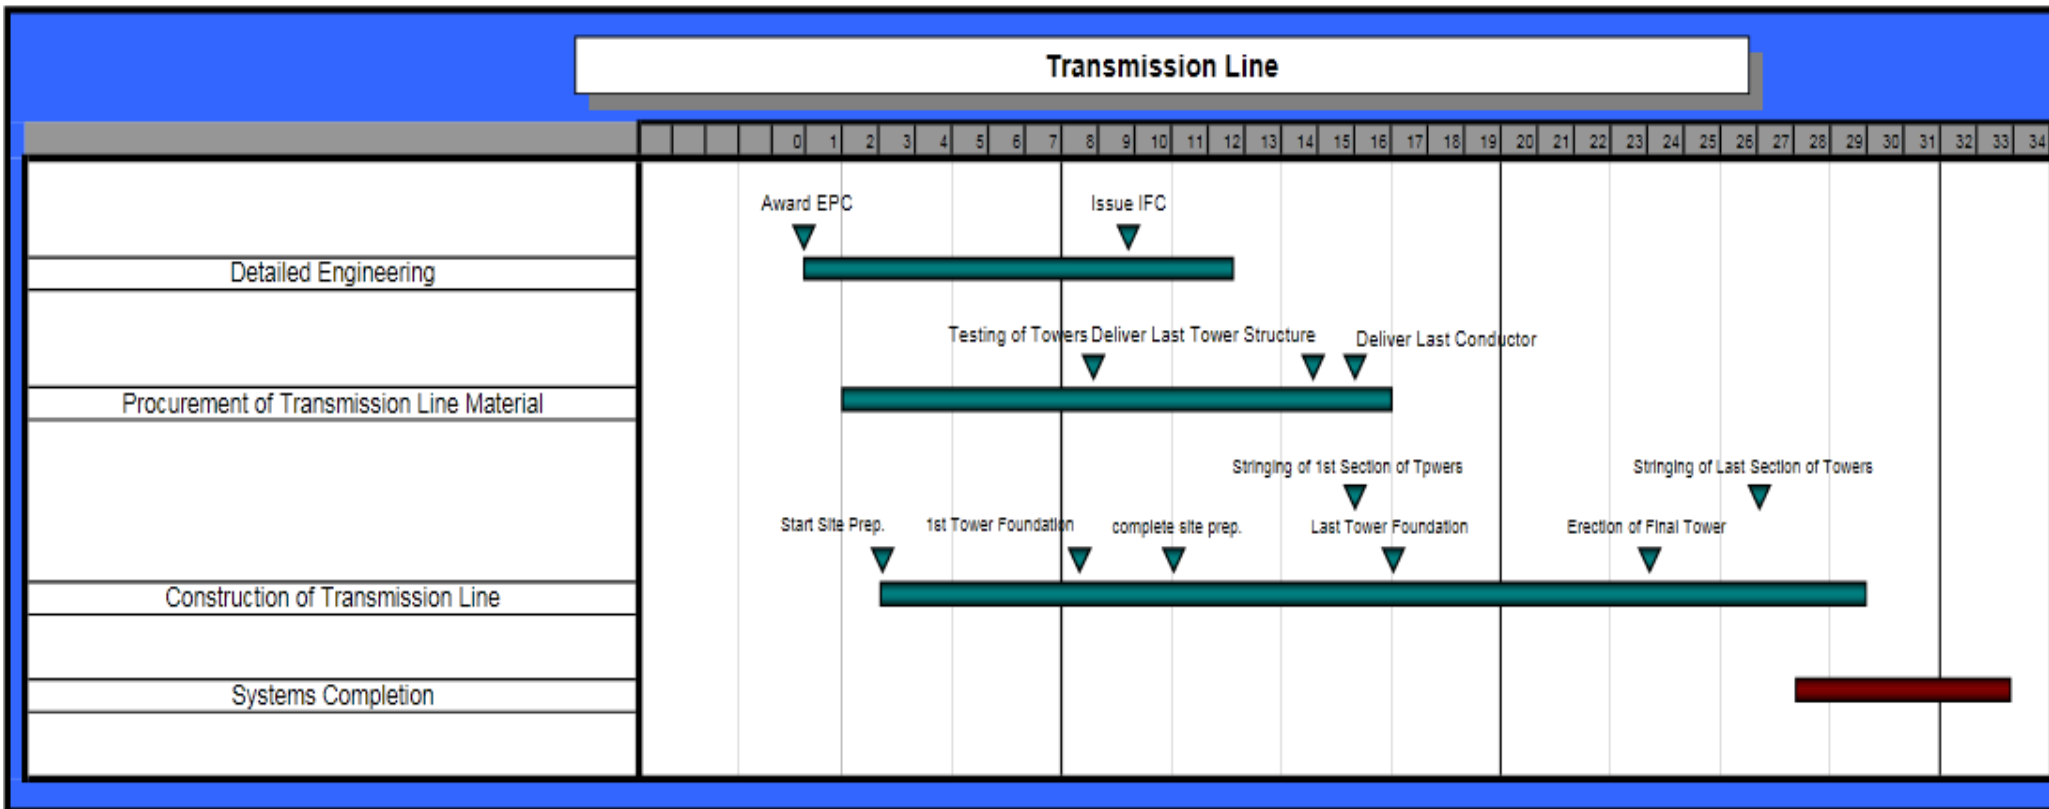 Transmission Line
0 1 2 3 4 5 6 7 8 9 10 11 12 13 14 15 16 17 18 19 20 21 22 23 24 25 26 27 28 29 30 31 32 33 34
Award EPC Issue IFC
Detailed Engineering
Testing of Towers Deliver Last Tower Structure Deliver Last Conductor
Procurement of Transmission Line Material
Stringing of 1st Section of Tpwers Stringing of Last Section of Towers
Start Site Prep. 1st Tower Foundation complete site prep. Last Tower Foundation Erection of Final Tower
Construction of Transmission Line
Systems Completion